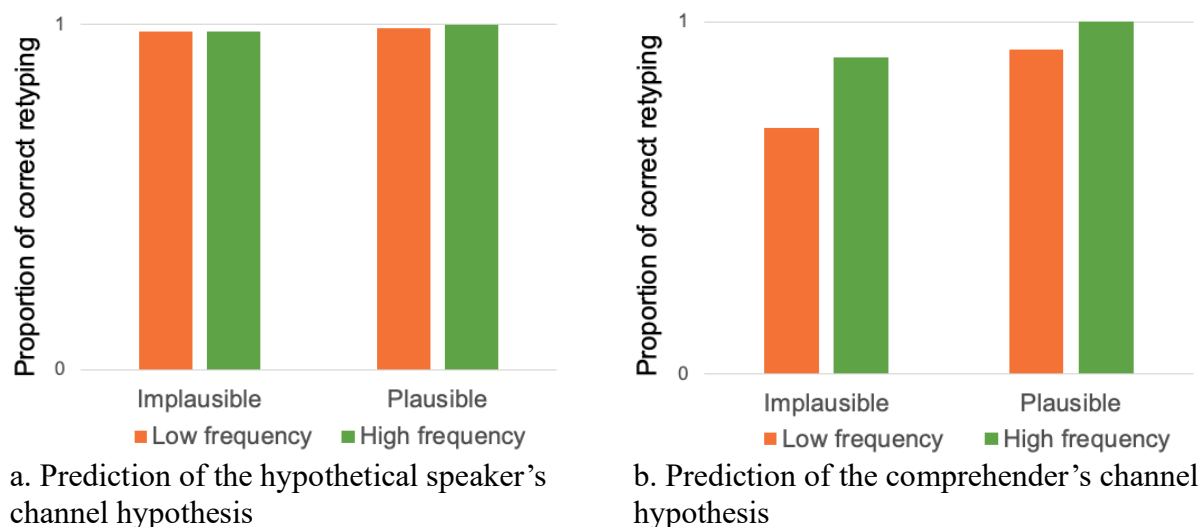 Proportion of correct retyping
1
0
Implausible Plausible
Low frequency High frequency
a. Prediction of the hypothetical speaker’s
channel hypothesis
Proportion of correct retyping
1
0
Implausible Plausible
Low frequency High frequency
b. Prediction of the comprehender’s channel
hypothesis